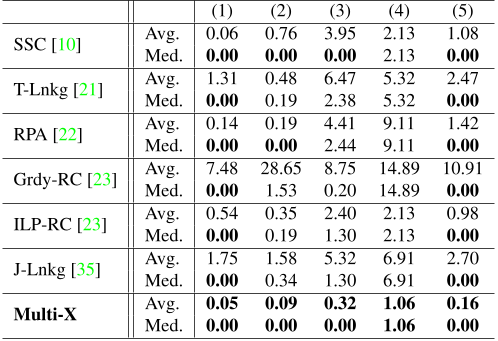 (1) (2) (3) (4) (5)
SSC [10] Avg. 0.06 0.76 3.95 2.13 1.08
Med. 0.00 0.00 0.00 2.13 0.00
T-Lnkg [21] Avg. 1.31 0.48 6.47 5.32 2.47
Med. 0.00 0.19 2.38 5.32 0.00
RPA [22] Avg. 0.14 0.19 4.41 9.11 1.42
Med. 0.00 0.00 2.44 9.11 0.00
Grdy-RC [23] Avg. 7.48 28.65 8.75 14.89 10.91
Med. 0.00 1.53 0.20 14.89 0.00
ILP-RC [23] Avg. 0.54 0.35 2.40 2.13 0.98
Med. 0.00 0.19 1.30 2.13 0.00
J-Lnkg [35] Avg. 1.75 1.58 5.32 6.91 2.70
Med. 0.00 0.34 1.30 6.91 0.00
Multi-X Avg. 0.05 0.09 0.32 1.06 0.16
Med. 0.00 0.00 0.00 1.06 0.00